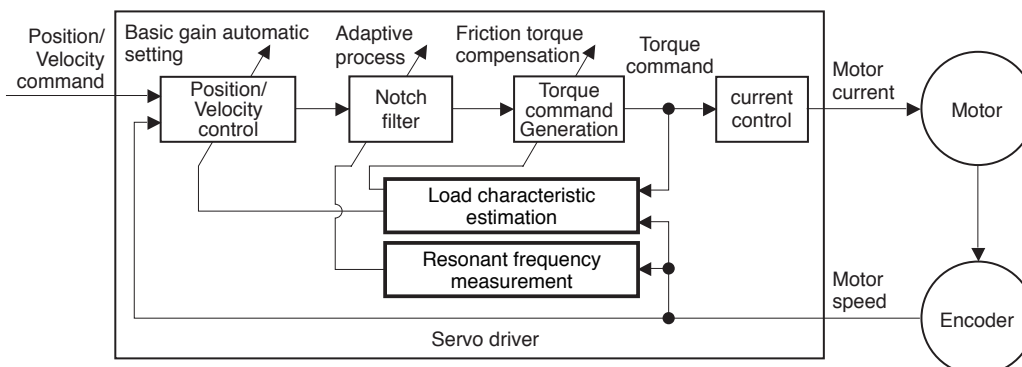 Position/
Velocity
command
Basic gain automatic
setting
Adaptive
process
Friction torque
compensation
Torque
command
Motor
current
Position/
Velocity
control
Notch
filter
Torque
command
Generation
current
control
Motor
Load characteristic
estimation
Resonant frequency
measurement
Motor
speed
Encoder
Servo driver